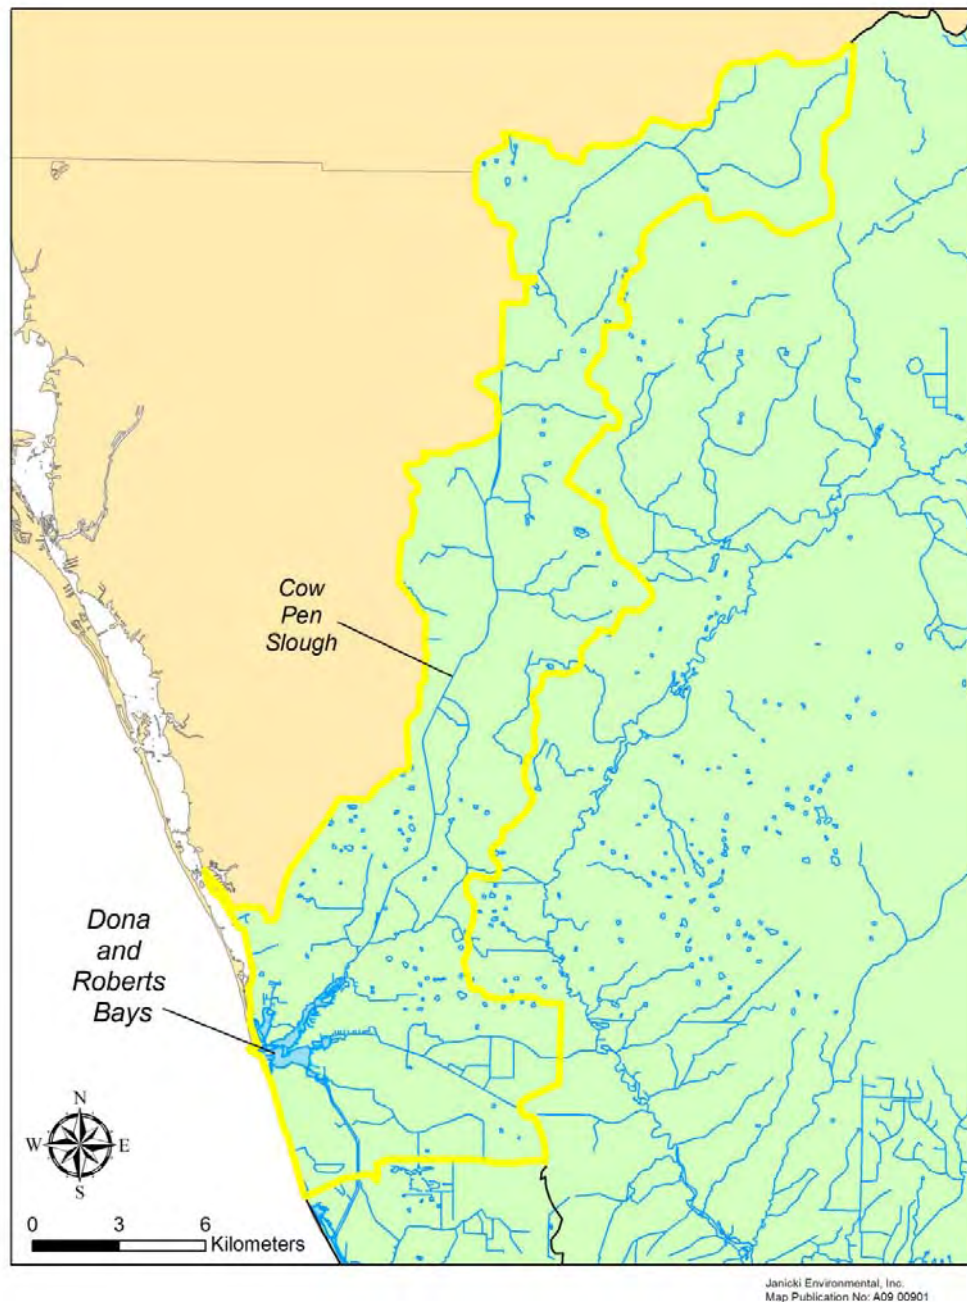 Cow
Pen
Slough
Dona
and
Roberts
Bays
N
W
E
S
0
3
6
Kilometers
Janicki Environmental, Inc.
Map Publication No: A09 00901